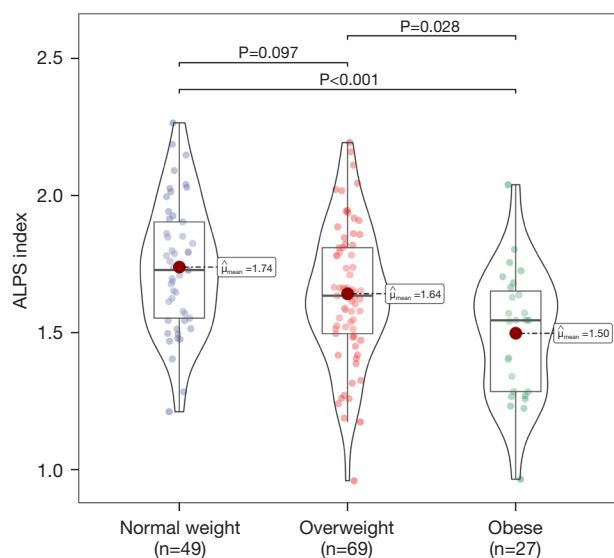 P=0.028
P=0.097
P<0.001
2.5
2.0
1.5
1.0
ALPS index
μ̂mean =1.74
μ̂mean =1.64
μ̂mean =1.50
Normal weight
(n=49)
Overweight
(n=69)
Obese
(n=27)